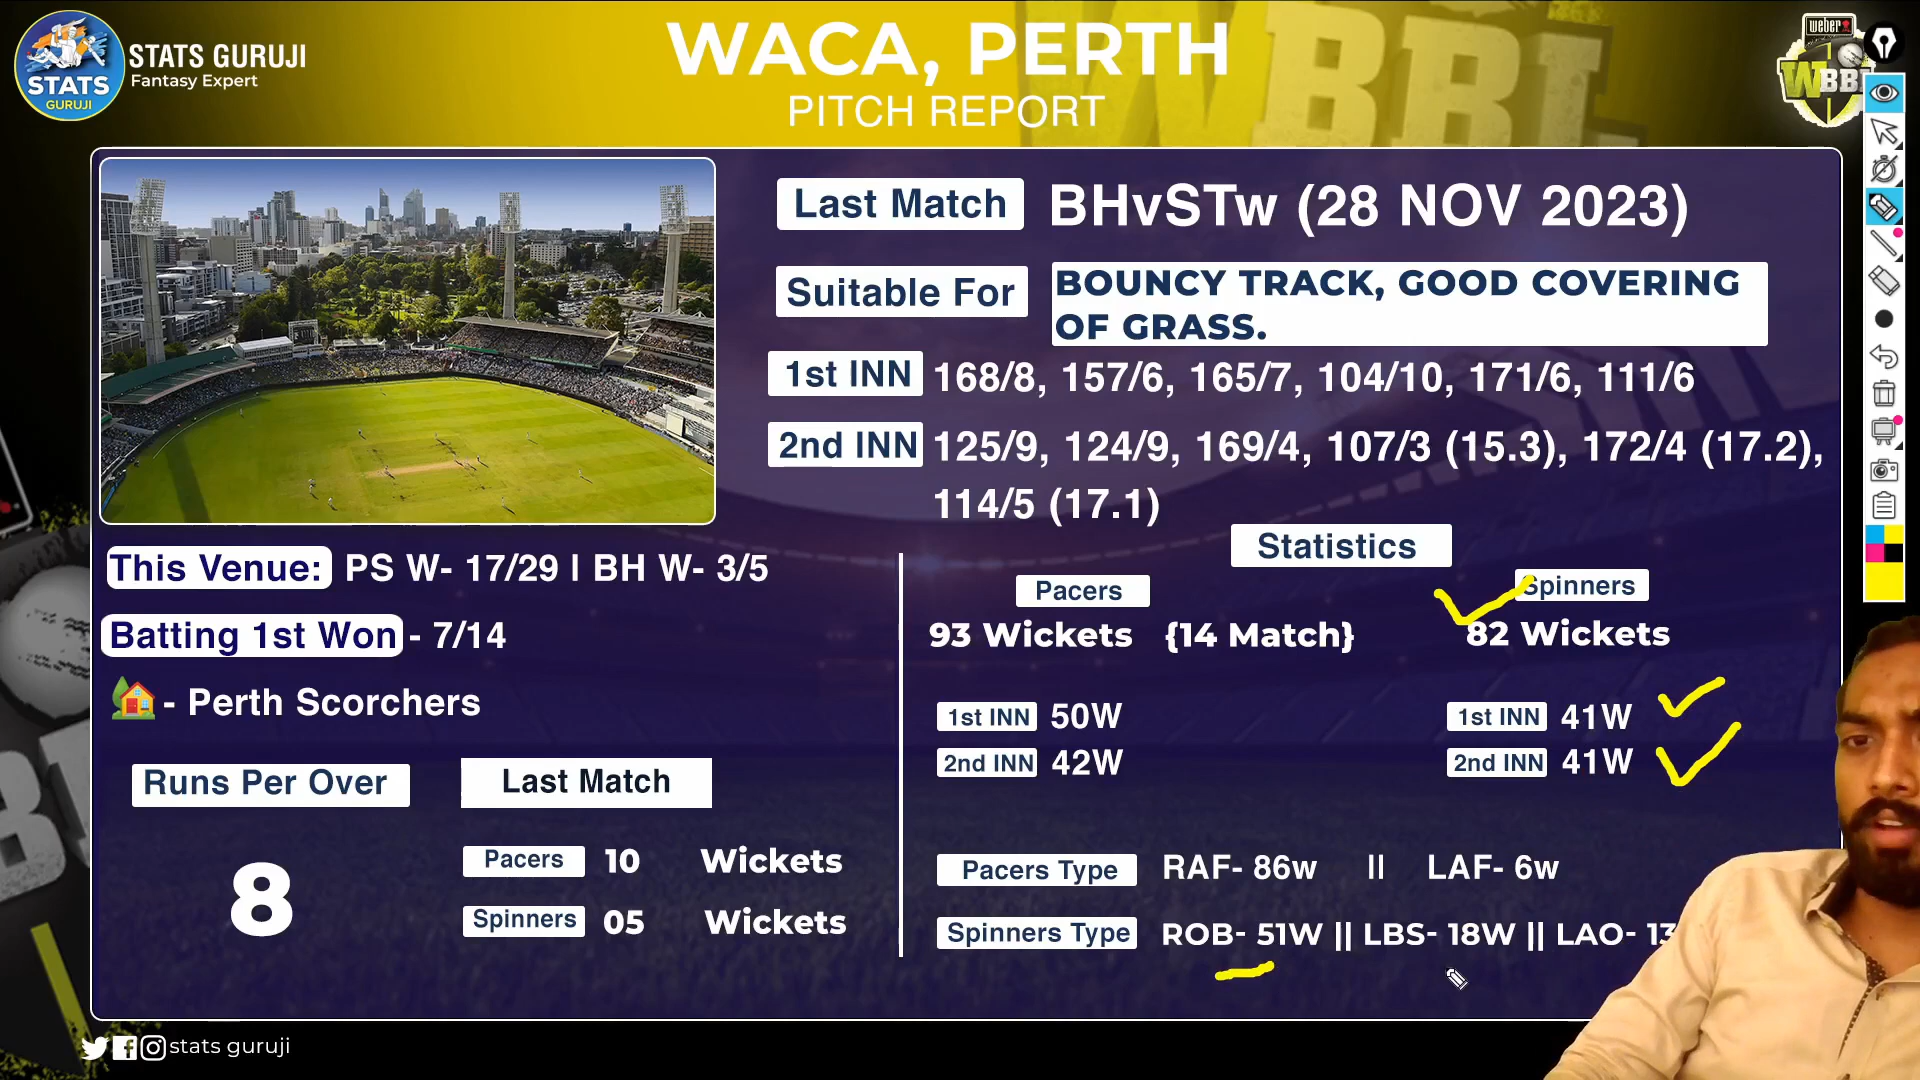 STATS GURUJI
Fantasy Expert
STATS
GURUJI
WACA, PERTH
PITCH REPORT
weber
WBB
WBBL
Last Match BHvSTw (28 NOV 2023)
Suitable For BOUNCY TRACK, GOOD COVERING
OF GRASS.
1st INN 168/8, 157/6, 165/7, 104/10, 171/6, 111/6
2nd INN 125/9, 124/9, 169/4, 107/3 (15.3), 172/4 (17.2),
114/5 (17.1)
This Venue: PS W- 17/29 I BH W- 3/5
Batting 1st Won - 7/14
- Perth Scorchers
Runs Per Over
8
Last Match
Pacers 10 Wickets
Spinners 05 Wickets
Statistics
Pacers Spinners
93 Wickets {14 Match} 82 Wickets
1st INN 50W 1st INN 41W
2nd INN 42W 2nd INN 41W
Pacers Type RAF- 86w II LAF- 6w
Spinners Type ROB- 51W || LBS- 18W || LAO- 13
stats guruji